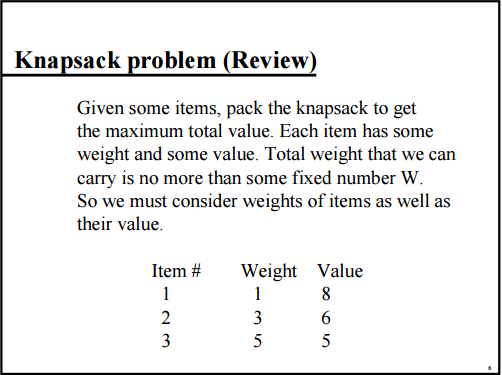 Knapsack problem (Review)
Given some items, pack the knapsack to get
the maximum total value. Each item has some
weight and some value. Total weight that we can
carry is no more than some fixed number W.
So we must consider weights of items as well as
their value.
Item # Weight Value
1 1 8
2 3 6
3 5 5
6